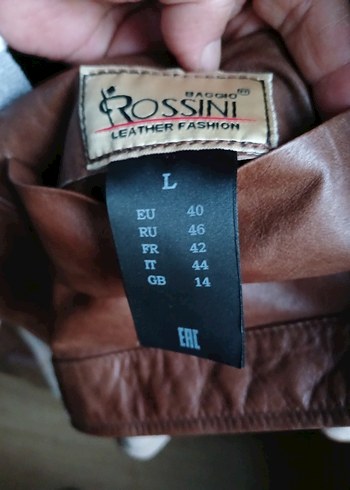 BAGGIO
ROSSINI
LEATHER FASHION
L
EU 40
RU 46
FR 42
IT 44
GB 14
EAC